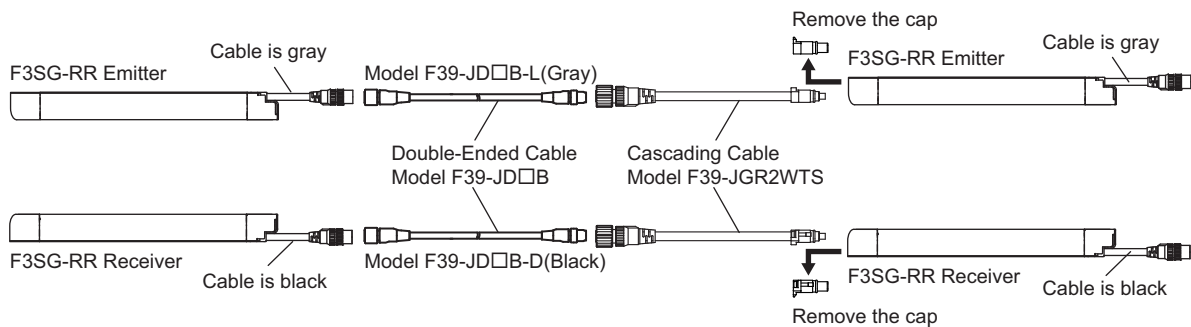 Remove the cap
Cable is gray
F3SG-RR Emitter
Model F39-JD□B-L(Gray)
F3SG-RR Emitter
Cable is gray
Double-Ended Cable
Model F39-JD□B
Cascading Cable
Model F39-JGR2WTS
F3SG-RR Receiver
Cable is black
Model F39-JD□B-D(Black)
F3SG-RR Receiver
Cable is black
Remove the cap